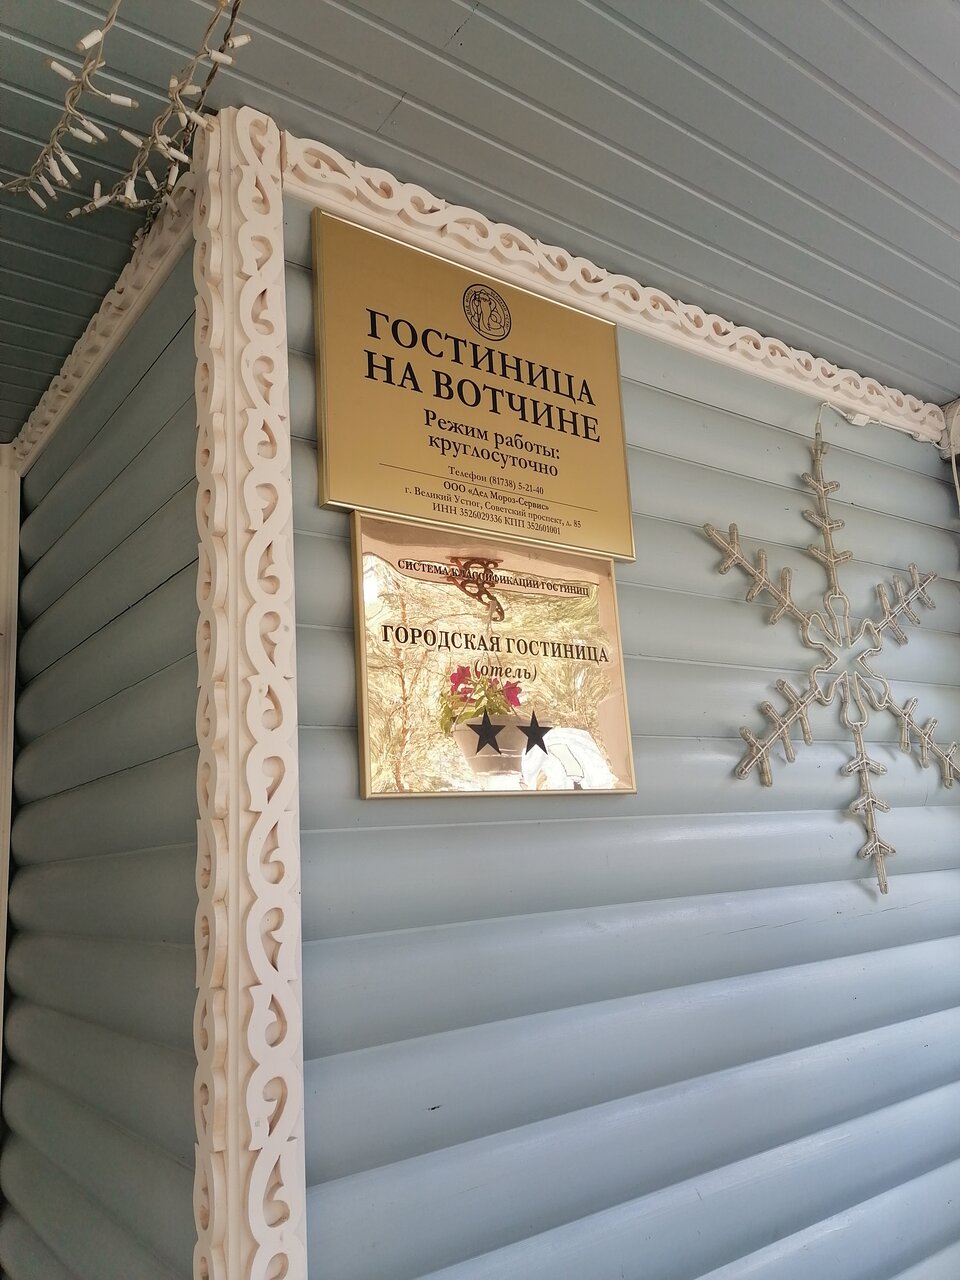 ГОСТИНИЦА
НА ВОТЧИНЕ
Режим работы:
круглосуточно
Телефон (81738) 5-21-40
ООО «Дед Мороз-Сервис»
г. Великий Устюг, Советский проспект, д. 85
ИНН 3526029336 КПП 352601001
СИСТЕМА КЛАССИФИКАЦИИ ГОСТИНИЦ
ГОРОДСКАЯ ГОСТИНИЦА
(отель)